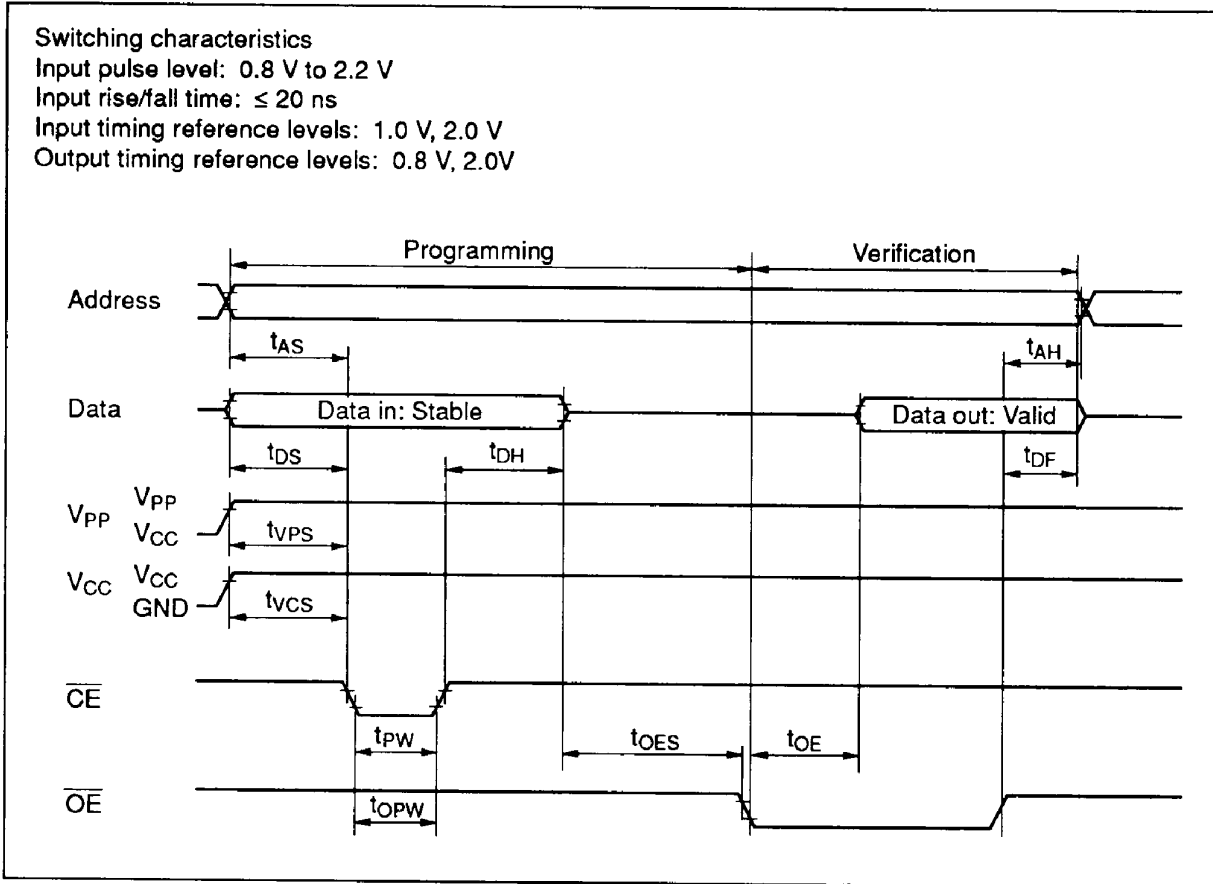 Switching characteristics
Input pulse level: 0.8 V to 2.2 V
Input rise/fall time: ≤ 20 ns
Input timing reference levels: 1.0 V, 2.0 V
Output timing reference levels: 0.8 V, 2.0V
Programming Verification
Address
tAS tAH
Data Data in: Stable Data out: Valid
tDS tDH tDF
VPP VPP
VCC
tVPS
VCC VCC
GND
tVCS
CE
tPW tOES tOE
OE
tOPW